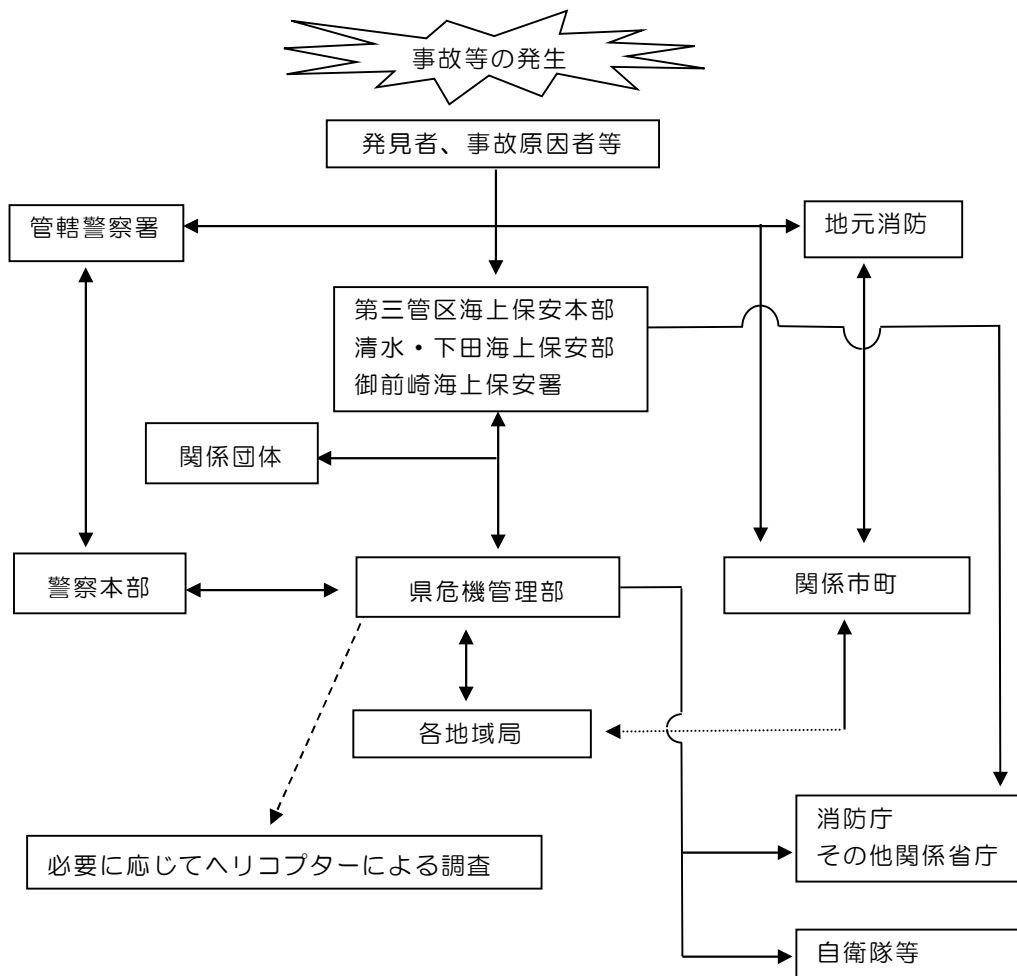 事故等の発生
発見者、事故原因者等
管轄警察署
地元消防
第三管区海上保安本部
清水・下田海上保安部
御前崎海上保安署
関係団体
警察本部
県危機管理部
関係市町
各地域局
必要に応じてヘリコプターによる調査
消防庁
その他関係省庁
自衛隊等